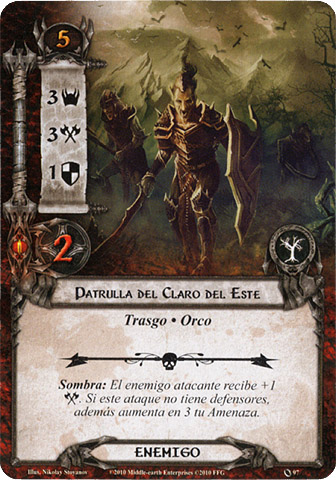 5
3
3
1
2
Patrulla del Claro del Este
Trasgo • Orco
Sombra: El enemigo atacante recibe +1
. Si este ataque no tiene defensores,
además aumenta en 3 tu Amenaza.
ENEMIGO
Illus. Nikolay Stoyanov ©2010 Middle-earth Enterprises ©2010 FFG 97